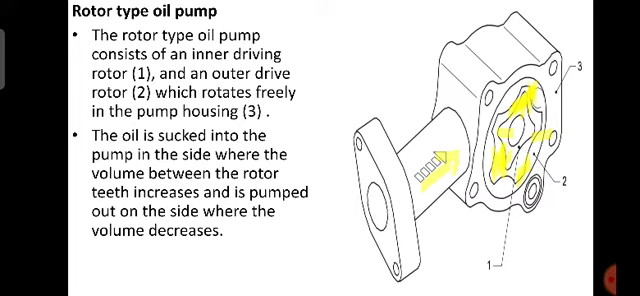 Rotor type oil pump
• The rotor type oil pump
consists of an inner driving
rotor (1), and an outer drive
rotor (2) which rotates freely
in the pump housing (3) .
• The oil is sucked into the
pump in the side where the
volume between the rotor
teeth increases and is pumped
out on the side where the
volume decreases.
3
2
1